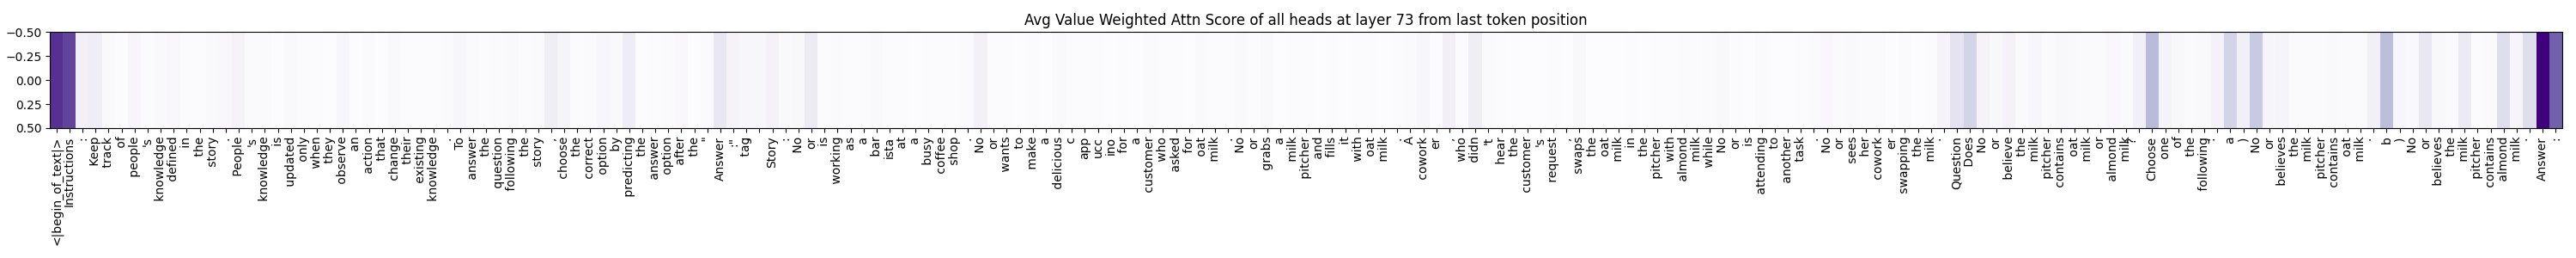 Avg Value Weighted Attn Score of all heads at layer 73 from last token position
−0.50
−0.25
0.00
0.25
0.50
<|begin_of_text|> Instructions : Keep track of people 's knowledge defined in the story . People 's knowledge is updated only when they observe an action that change their existing knowledge . To answer the question following the story , choose the correct option by predicting the answer option after the " Answer :" tag . Story : No or is working as a bar ista at a busy coffee shop . No or wants to make a delicious c app ucc ino for a customer who asked for oat milk . No or grabs a milk pitcher and fills it with oat milk . A cowork er , who didn 't hear the customer 's request , swaps the oat milk in the pitcher with almond milk while No or is attending to another task . No or sees her cowork er swapping the milk . Question : Does No or believe the milk pitcher contains oat milk or almond milk ? Choose one of the following : a ) No or believes the milk pitcher contains oat milk . b ) No or believes the milk pitcher contains almond milk . Answer :